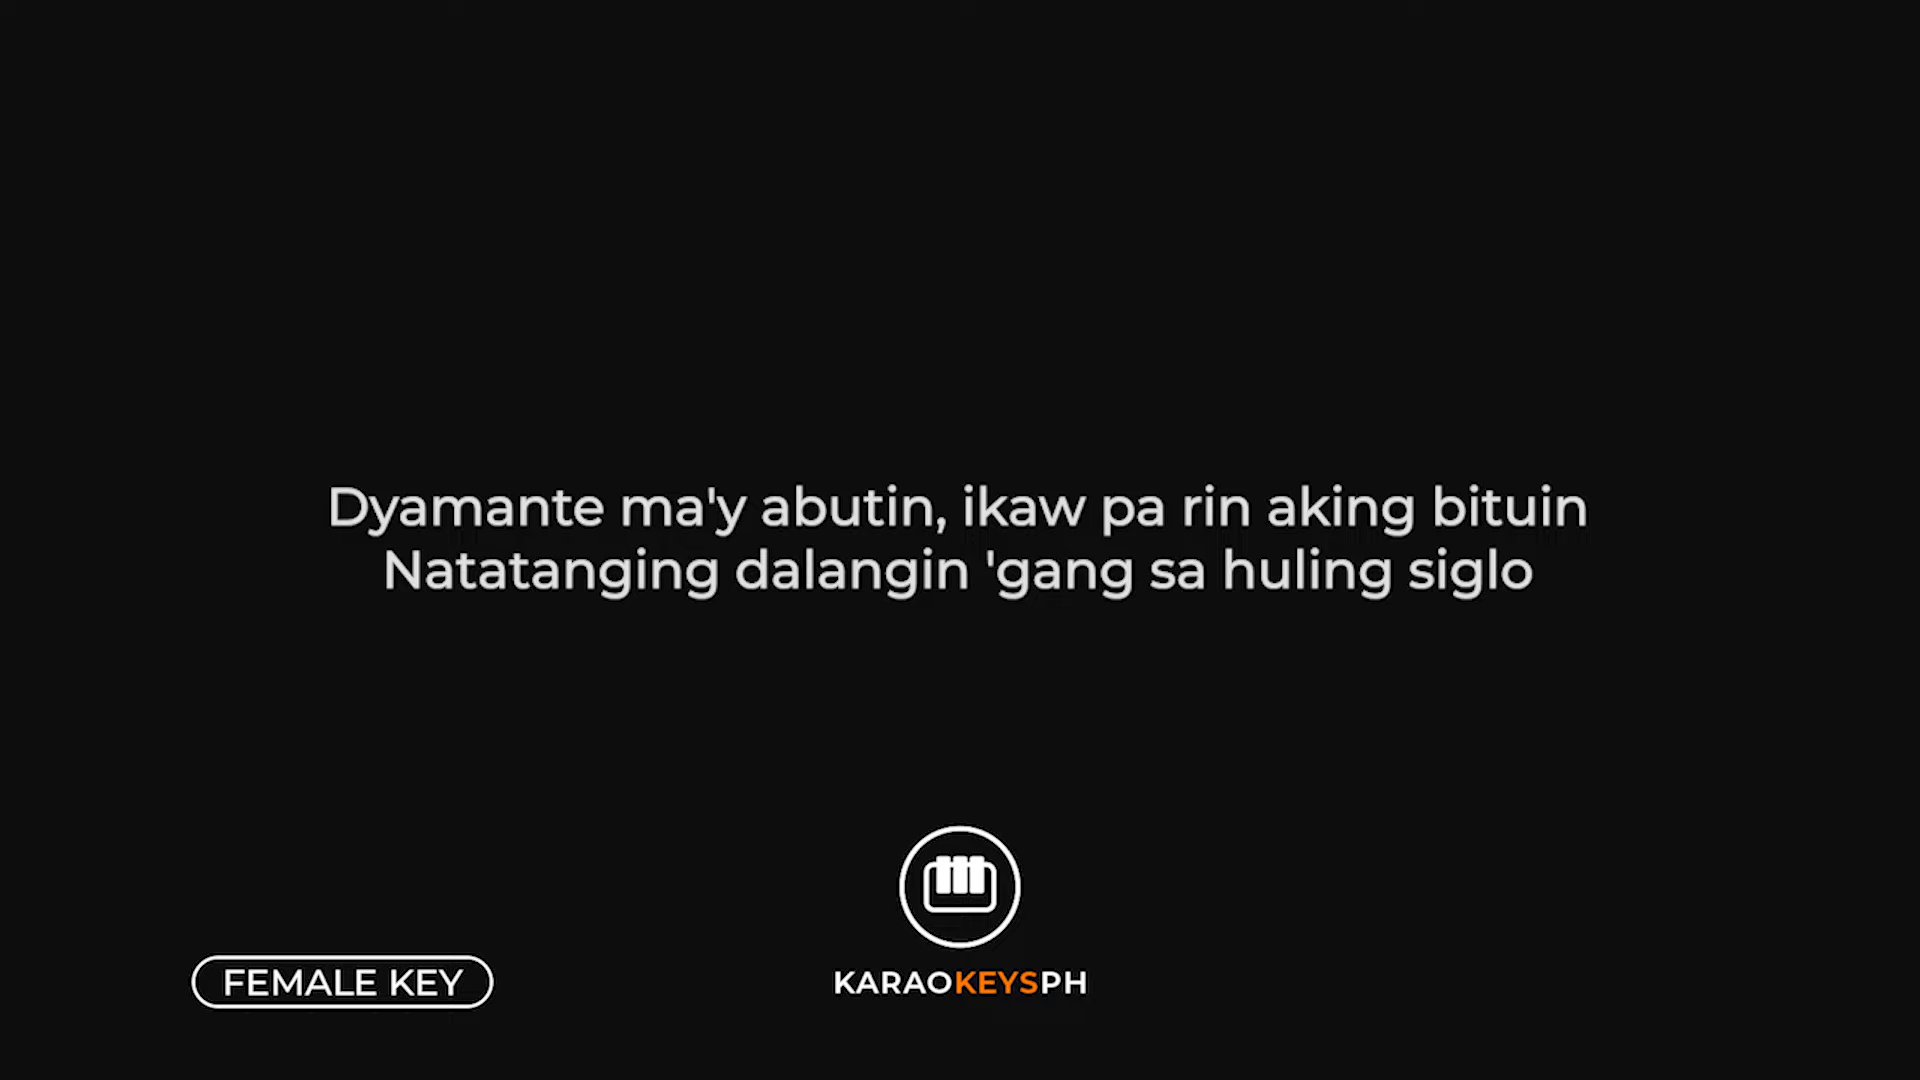 Dyamante ma'y abutin, ikaw pa rin aking bituin
Natatanging dalangin 'gang sa huling siglo
FEMALE KEY
KARAOKEYSPH